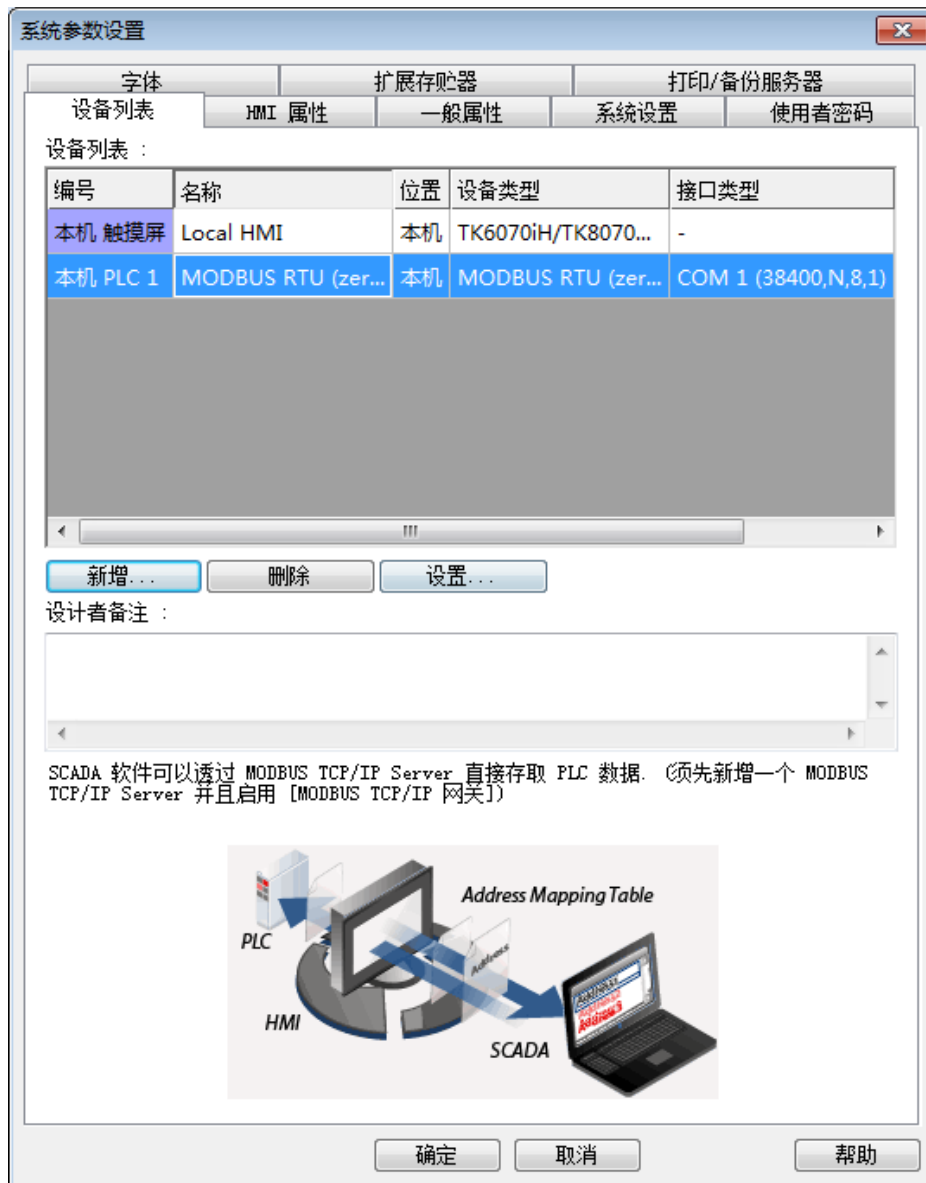 系统参数设置
字体 扩展存贮器 打印/备份服务器
设备列表 HMI 属性 一般属性 系统设置 使用者密码
设备列表 :
编号 名称 位置 设备类型 接口类型
本机 触摸屏 Local HMI 本机 TK6070iH/TK8070... -
本机 PLC 1 MODBUS RTU (zer... 本机 MODBUS RTU (zer... COM 1 (38400,N,8,1)
新增... 删除 设置...
设计者备注 :
SCADA 软件可以透过 MODBUS TCP/IP Server 直接存取 PLC 数据. (须先新增一个 MODBUS
TCP/IP Server 并且启用 [MODBUS TCP/IP 网关])
Address Mapping Table
PLC
Address
HMI
SCADA
确定 取消 帮助